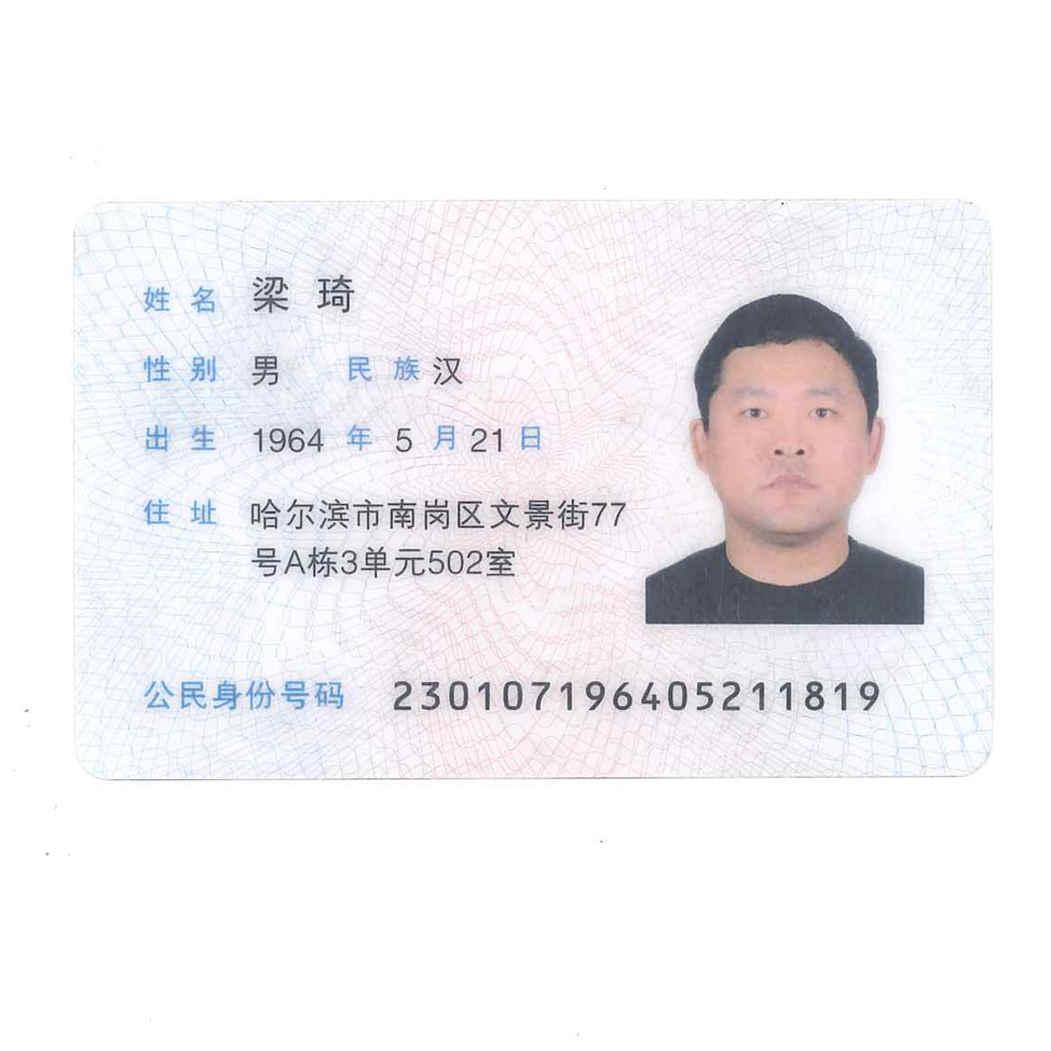 姓名 梁琦
性别 男 民族 汉
出生 1964 年 5 月 21 日
住址 哈尔滨市南岗区文景街77
号A栋3单元502室
公民身份号码 230107196405211819